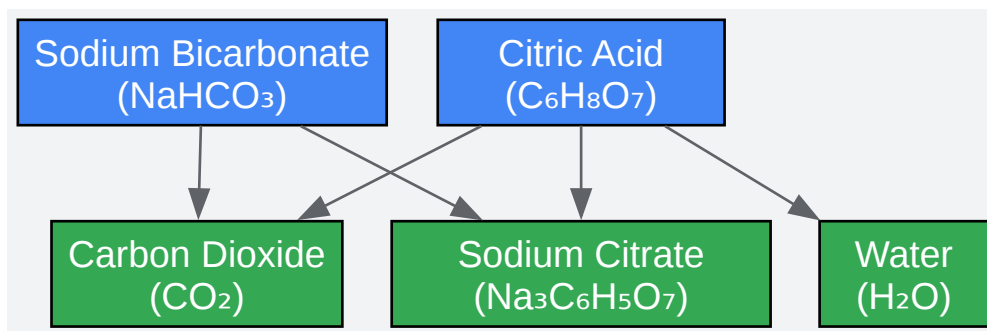 Sodium Bicarbonate
(NaHCO₃)
Citric Acid
(C₆H₈O₇)
Carbon Dioxide
(CO₂)
Sodium Citrate
(Na₃C₆H₅O₇)
Water
(H₂O)